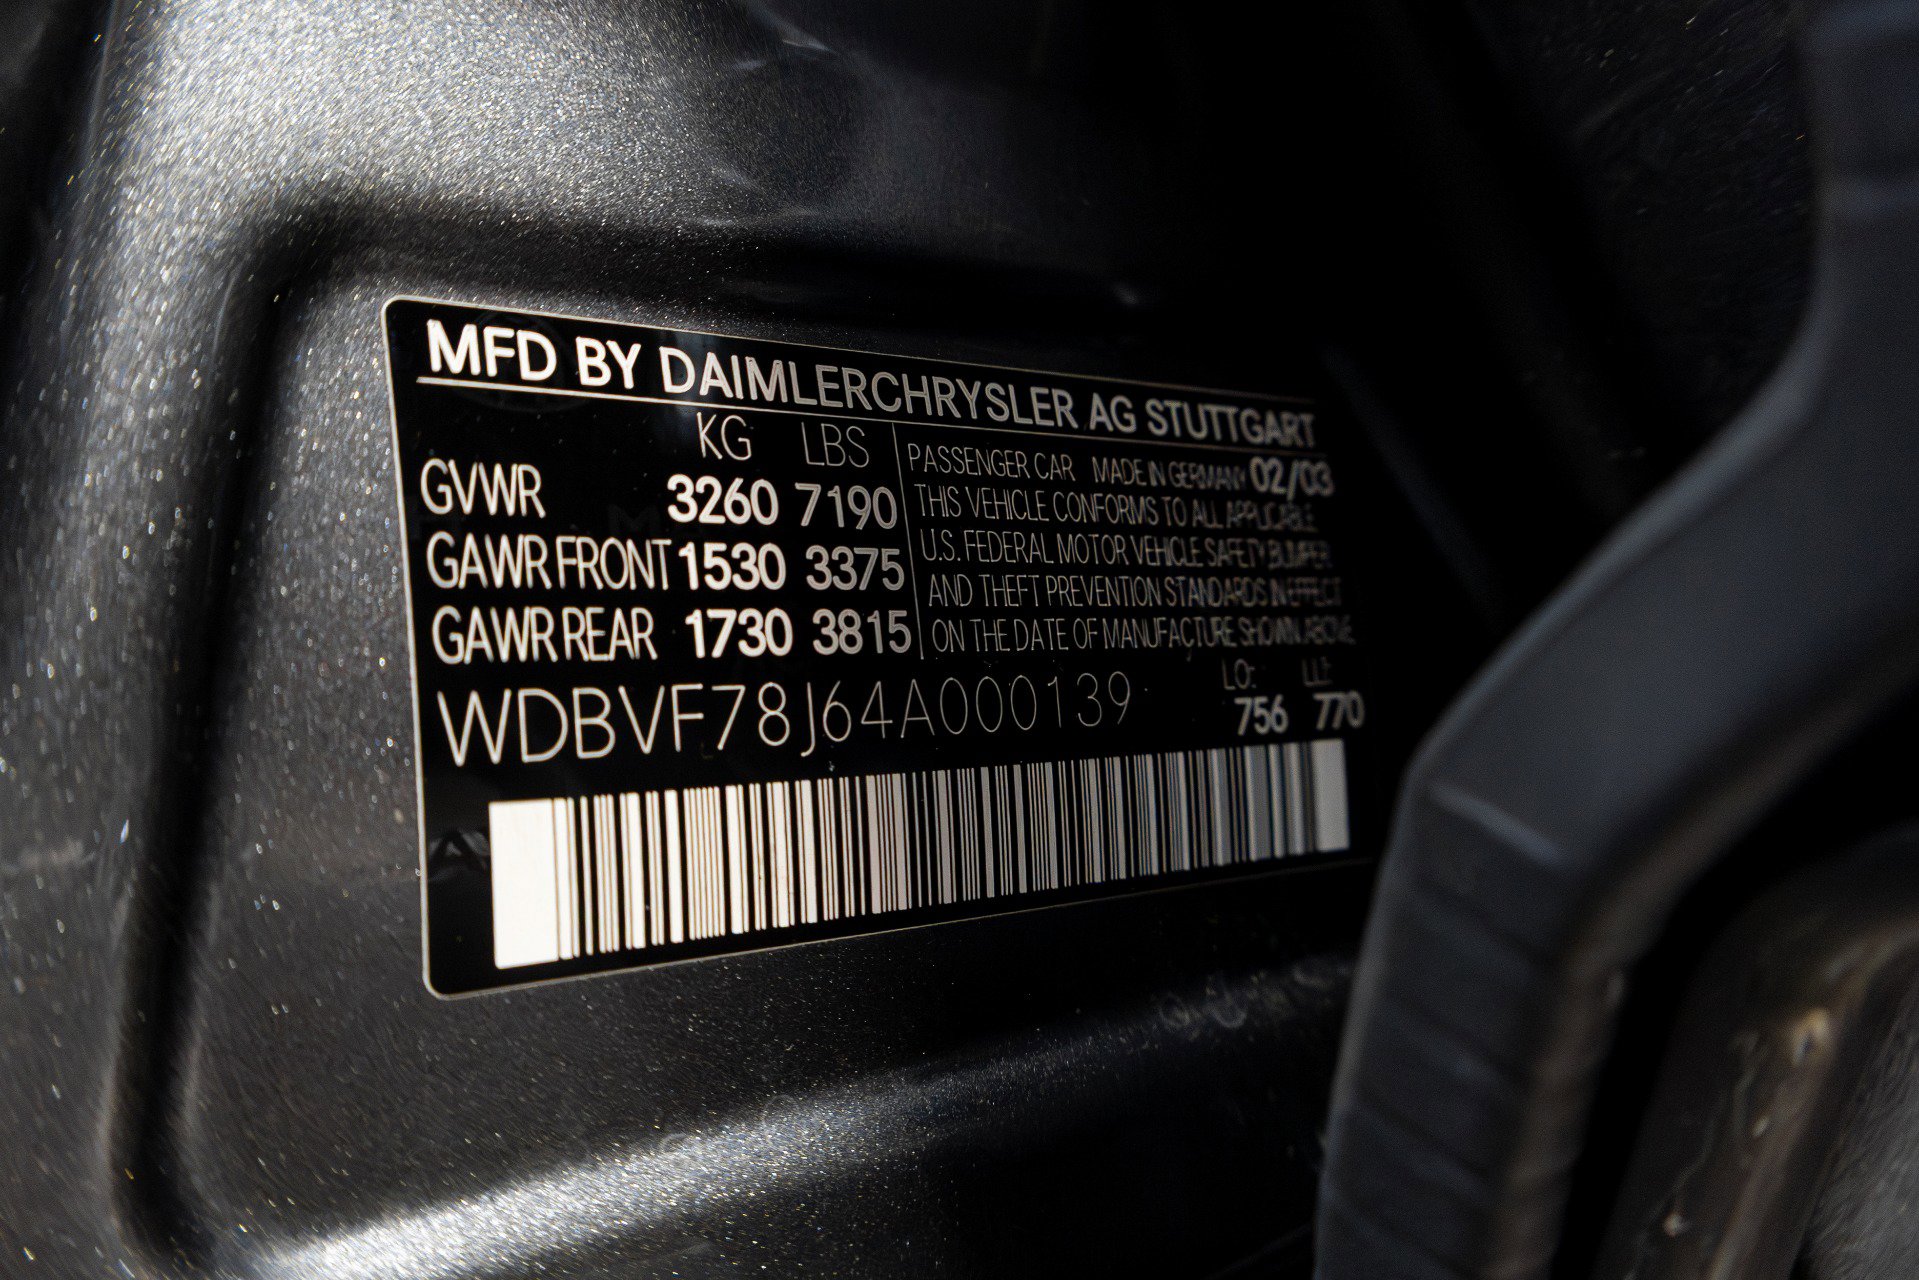 MFD BY DAIMLERCHRYSLER AG STUTTGART
KG LBS
GVWR 3260 7190
GAWR FRONT 1530 3375
GAWR REAR 1730 3815
PASSENGER CAR MADE IN GERMANY 02/03
THIS VEHICLE CONFORMS TO ALL APPLICABLE
U.S. FEDERAL MOTOR VEHICLE SAFETY BUMPER
AND THEFT PREVENTION STANDARDS IN EFFECT
ON THE DATE OF MANUFACTURE SHOWN ABOVE.
WDBVF78J64A000139
LO:
756 770